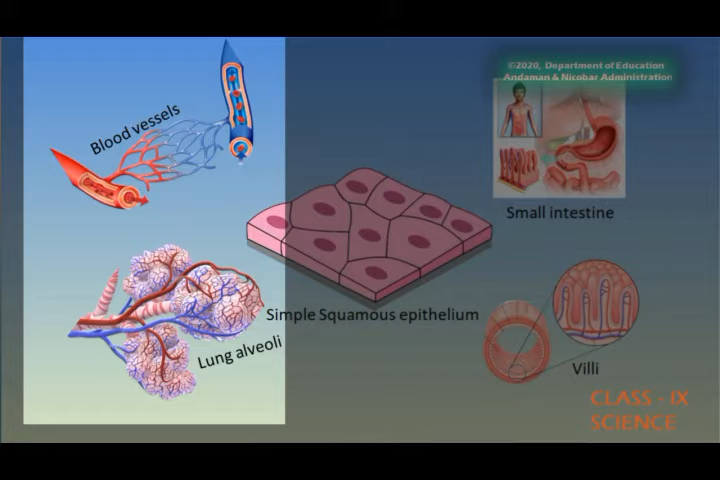 ©2020, Department of Education
Andaman & Nicobar Administration
Blood vessels
Small intestine
Simple Squamous epithelium
Lung alveoli
Villi
CLASS - IX
SCIENCE